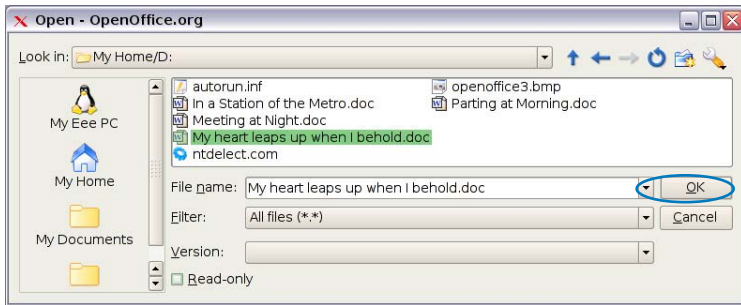 Open - OpenOffice.org
Look in: My Home/D:
My Eee PC
My Home
My Documents
autorun.inf
In a Station of the Metro.doc
Meeting at Night.doc
My heart leaps up when I behold.doc
ntdelect.com
openoffice3.bmp
Parting at Morning.doc
File name: My heart leaps up when I behold.doc OK
Filter: All files (*.*) Cancel
Version:
Read-only